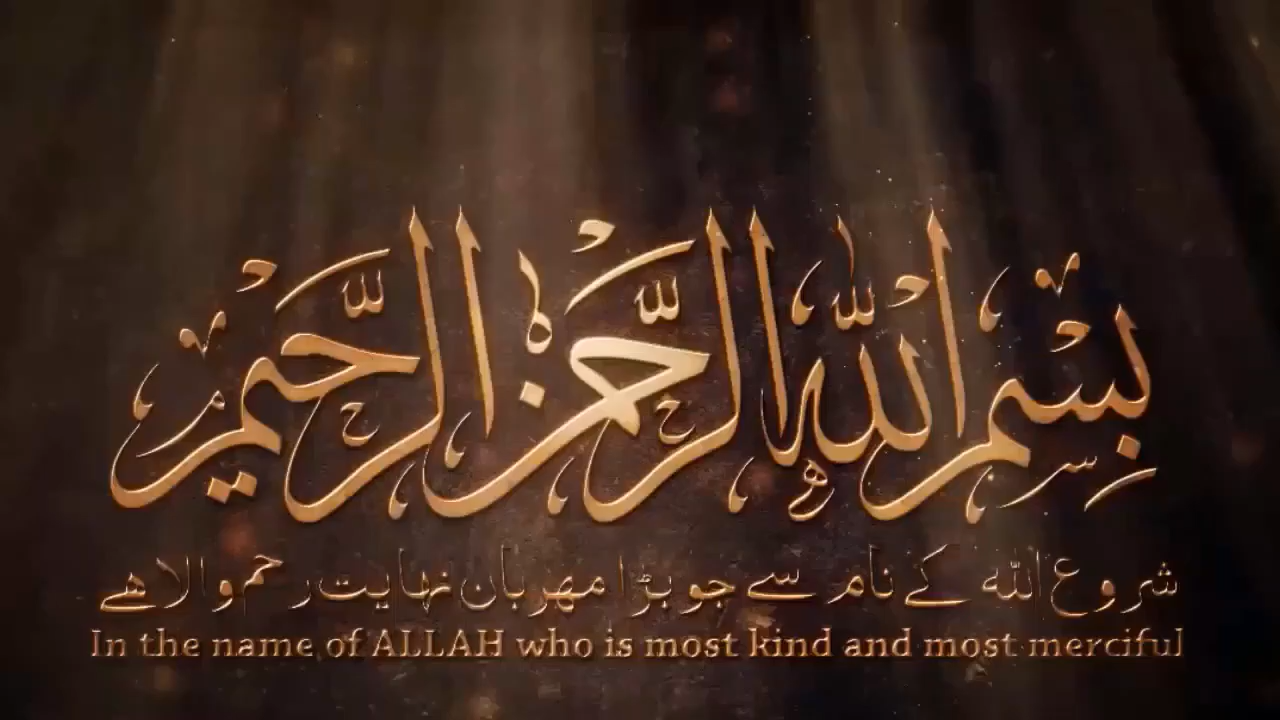 بسم الله الرحمن الرحيم
شروع اللہ کے نام سے جو بڑا مہربان نہایت رحم والا ہے
In the name of ALLAH who is most kind and most merciful